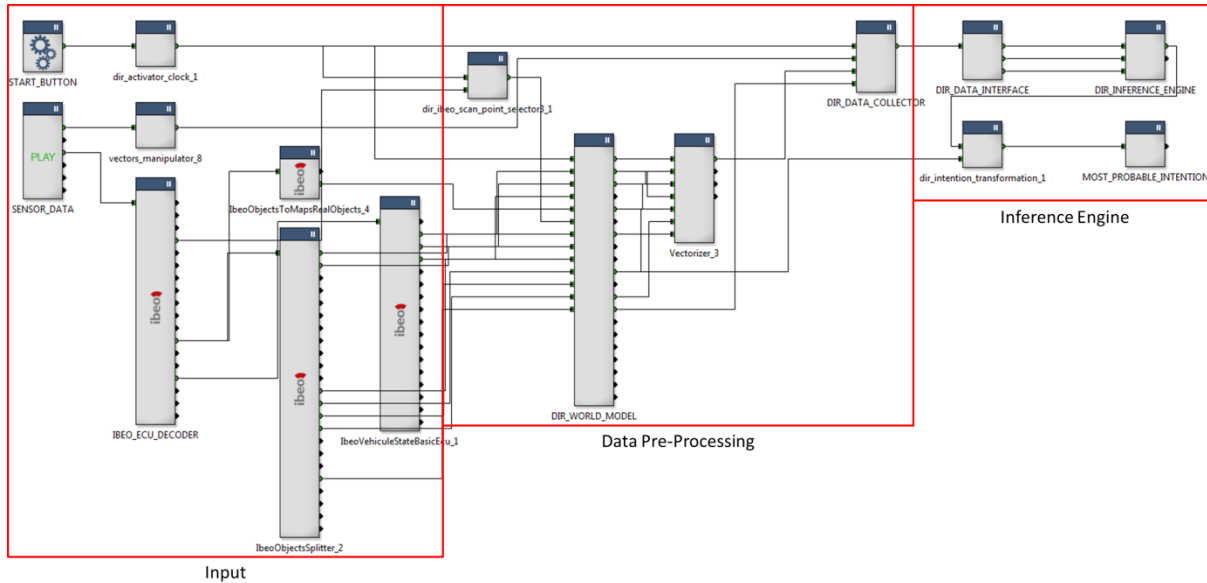 START_BUTTON
dir_activator_clock_1
dir_ibeo_scan_point_selector3_1
DIR_DATA_COLLECTOR
DIR_DATA_INTERFACE
DIR_INFERENCE_ENGINE
PLAY
SENSOR_DATA
vectors_manipulator_8
ibeo
IbeoObjectsToMapsRealObjects_4
dir_intention_transformation_1
MOST_PROBABLE_INTENTION
Inference Engine
Vectorizer_3
ibeo
IBEO_ECU_DECODER
ibeo
IbeoObjectsSplitter_2
ibeo
IbeoVehiculeStateBasicEcu_1
DIR_WORLD_MODEL
Data Pre-Processing
Input